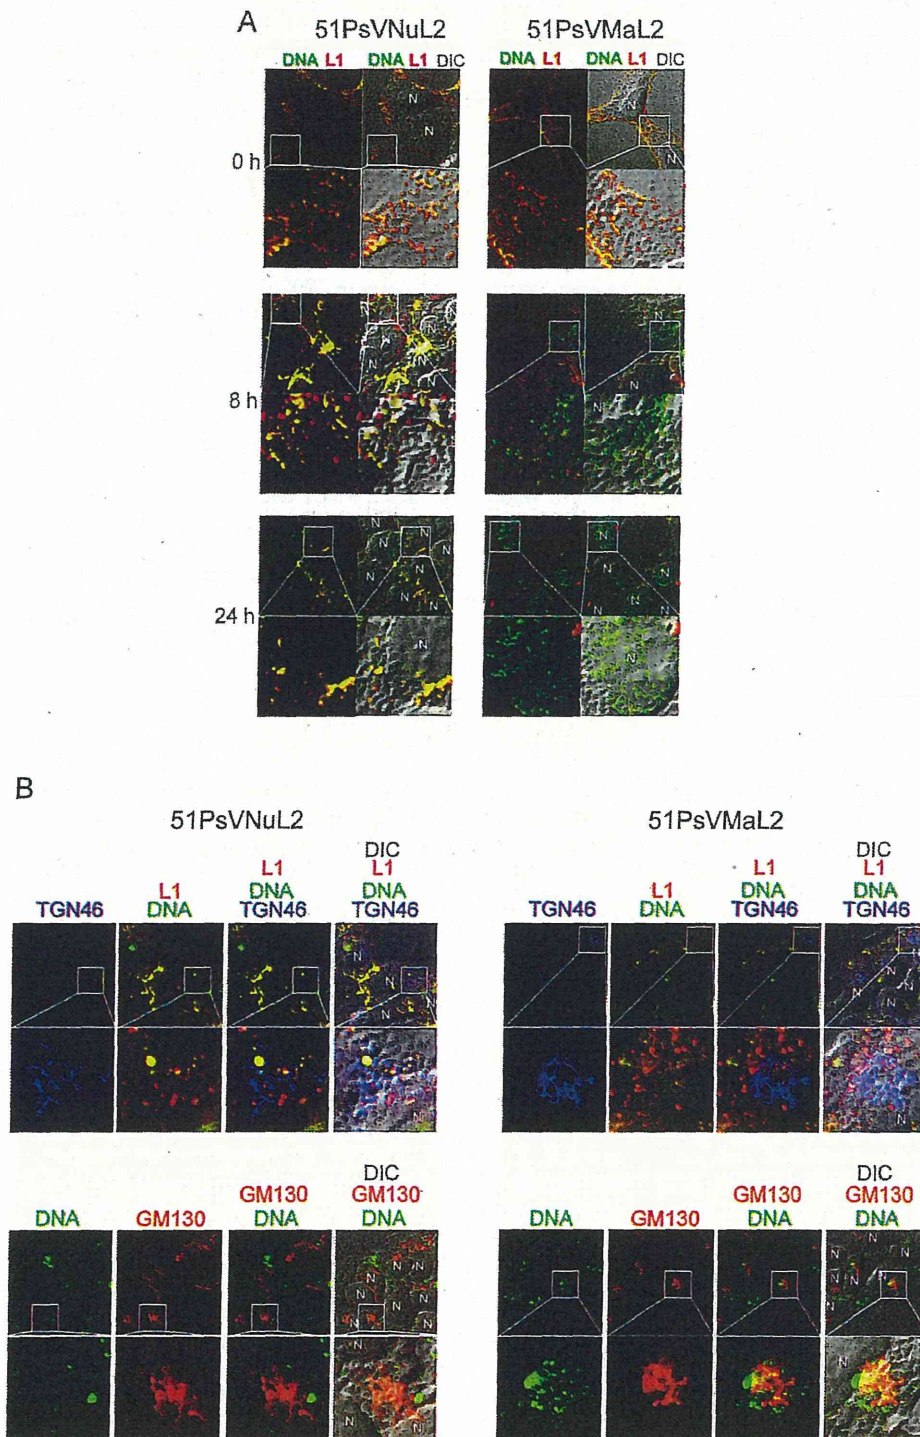 A
51PsVNuL2 51PsVMaL2
DNA L1 DNA L1 DIC DNA L1 DNA L1 DIC
N N N N
0 h
N N N N N
8 h
N
N N N N N N N N
24 h
N N
B
51PsVNuL2 51PsVMaL2
DIC DIC
L1 L1 L1 L1
L1 DNA DNA L1 DNA DNA
TGN46 DNA TGN46 TGN46 TGN46 DNA TGN46 TGN46
N N N N N N
N N
DIC DIC
GM130 GM130 GM130 GM130
DNA GM130 DNA DNA DNA GM130 DNA DNA
N N N N N N N N N
N N N N